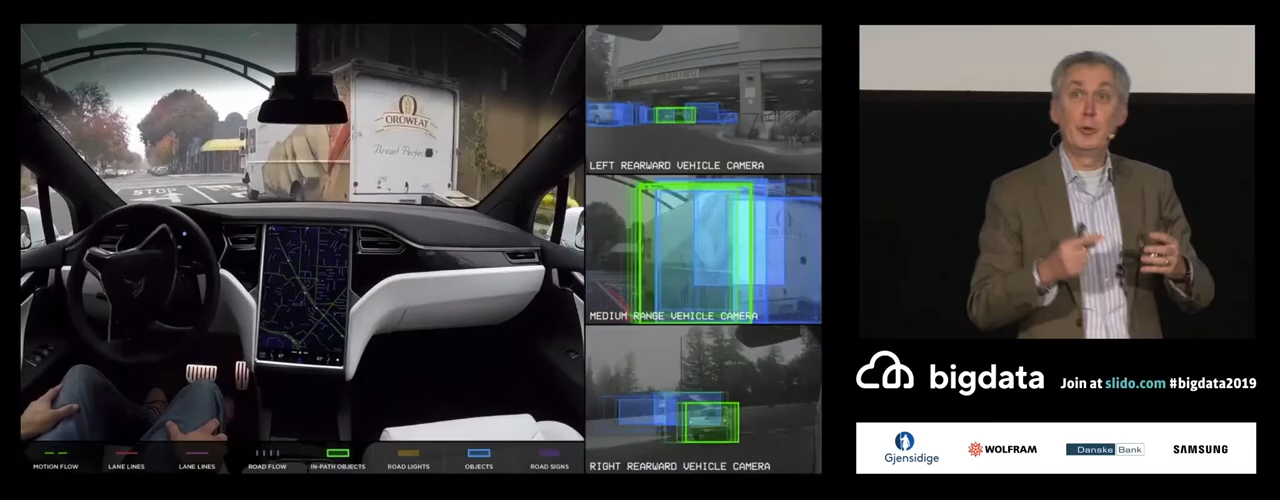 OROWEAT
STOP
LEFT REARWARD VEHICLE CAMERA
MEDIUM RANGE VEHICLE CAMERA
RIGHT REARWARD VEHICLE CAMERA
MOTION FLOW
LANE LINES
LANE LINES
ROAD FLOW
IN-PATH OBJECTS
ROAD LIGHTS
OBJECTS
ROAD SIGNS
bigdata
Join at slido.com #bigdata2019
Gjensidige
WOLFRAM
Danske Bank
SAMSUNG